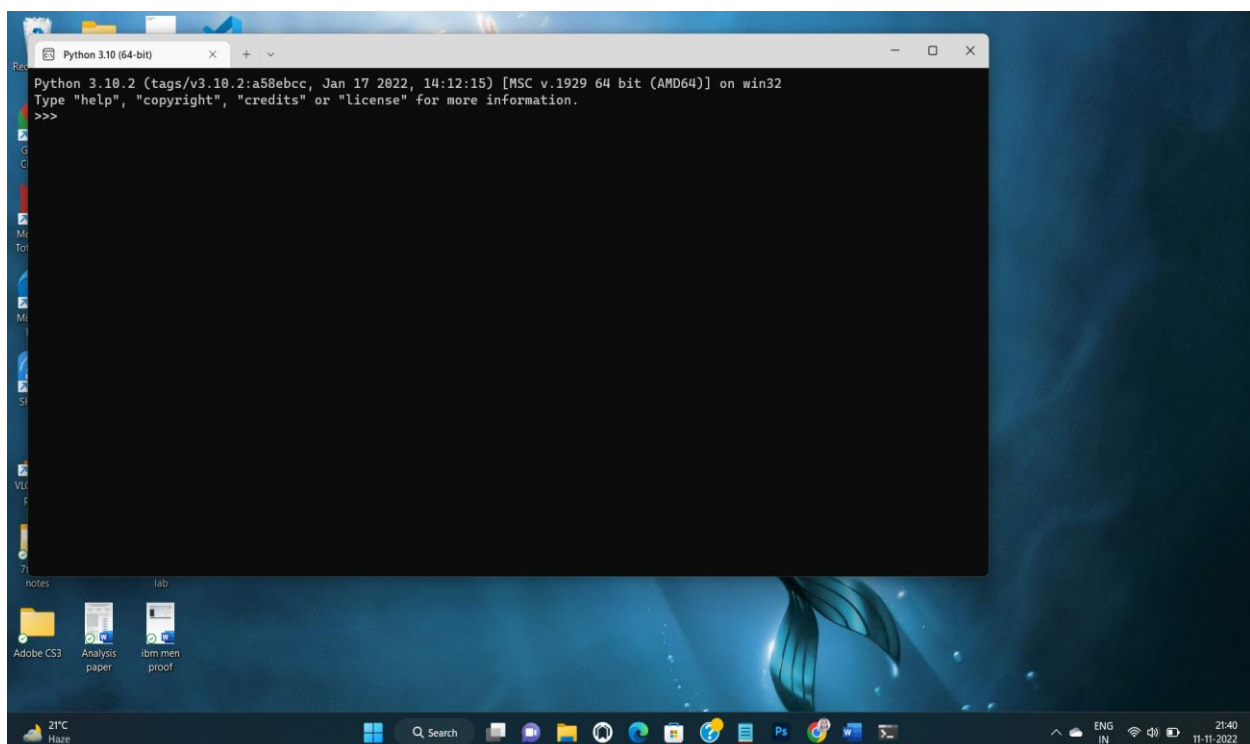 Python 3.10 (64-bit)
Python 3.10.2 (tags/v3.10.2:a58ebcc, Jan 17 2022, 14:12:15) [MSC v.1929 64 bit (AMD64)] on win32
Type "help", "copyright", "credits" or "license" for more information.
>>>
notes
lab
Adobe CS3
Analysis
paper
ibm men
proof
21°C
Haze
Search
Ps
ENG
IN
21:40
11-11-2022